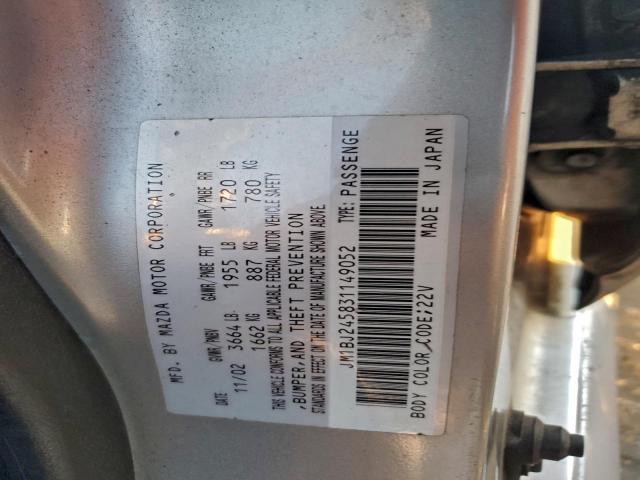 MFD. BY MAZDA MOTOR CORPORATION
DATE GVWR/PNBV GAWR/PNBE FRT GAWR/PNBE RR
11/02 3664 LB 1955 LB 1720 LB
1662 KG 887 KG 780 KG
THIS VEHICLE CONFORMS TO ALL APPLICABLE FEDERAL MOTOR VEHICLE SAFETY
, BUMPER, AND THEFT PREVENTION
STANDARDS IN EFFECT ON THE DATE OF MANUFACTURE SHOWN ABOVE
JM1BJ245831149052 TYPE: PASSENGE
BODY COLOR CODE: 22V MADE IN JAPAN